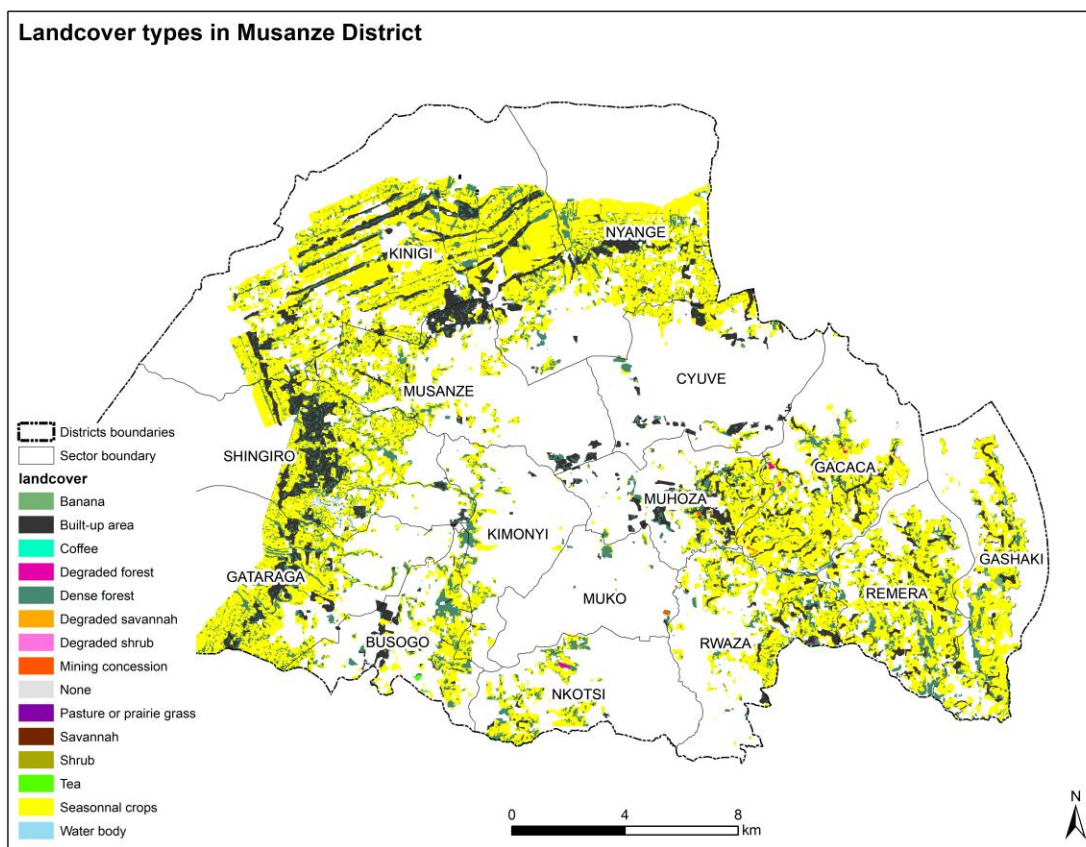 Landcover types in Musanze District
KINIGI
NYANGE
MUSANZE
CYUVE
SHINGIRO
GACACA
MUHOZA
KIMONYI
GASHAKI
GATARAGA
REMERA
MUKO
BUSOGO
RWAZA
NKOTSI
Districts boundaries
Sector boundary
landcover
Banana
Built-up area
Coffee
Degraded forest
Dense forest
Degraded savannah
Degraded shrub
Mining concession
None
Pasture or prairie grass
Savannah
Shrub
Tea
Seasonnal crops
Water body
0 4 8
km
N